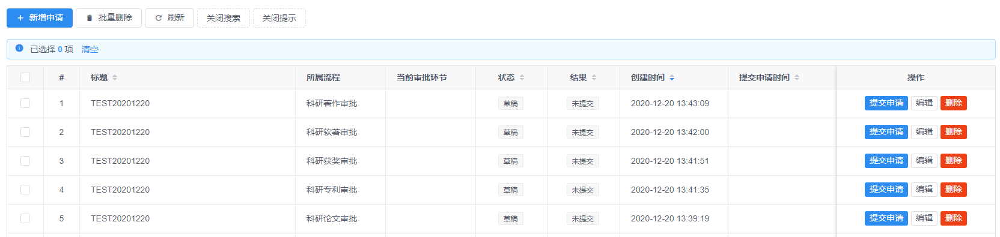 新增申请 批量删除 刷新 关闭搜索 关闭提示
已选择 0 项 清空
# 标题 所属流程 当前审批环节 状态 结果 创建时间 提交申请时间 操作
1 TEST20201220 科研著作审批 草稿 未提交 2020-12-20 13:43:09 提交申请 编辑 删除
2 TEST20201220 科研软著审批 草稿 未提交 2020-12-20 13:42:00 提交申请 编辑 删除
3 TEST20201220 科研获奖审批 草稿 未提交 2020-12-20 13:41:51 提交申请 编辑 删除
4 TEST20201220 科研专利审批 草稿 未提交 2020-12-20 13:41:35 提交申请 编辑 删除
5 TEST20201220 科研论文审批 草稿 未提交 2020-12-20 13:39:19 提交申请 编辑 删除